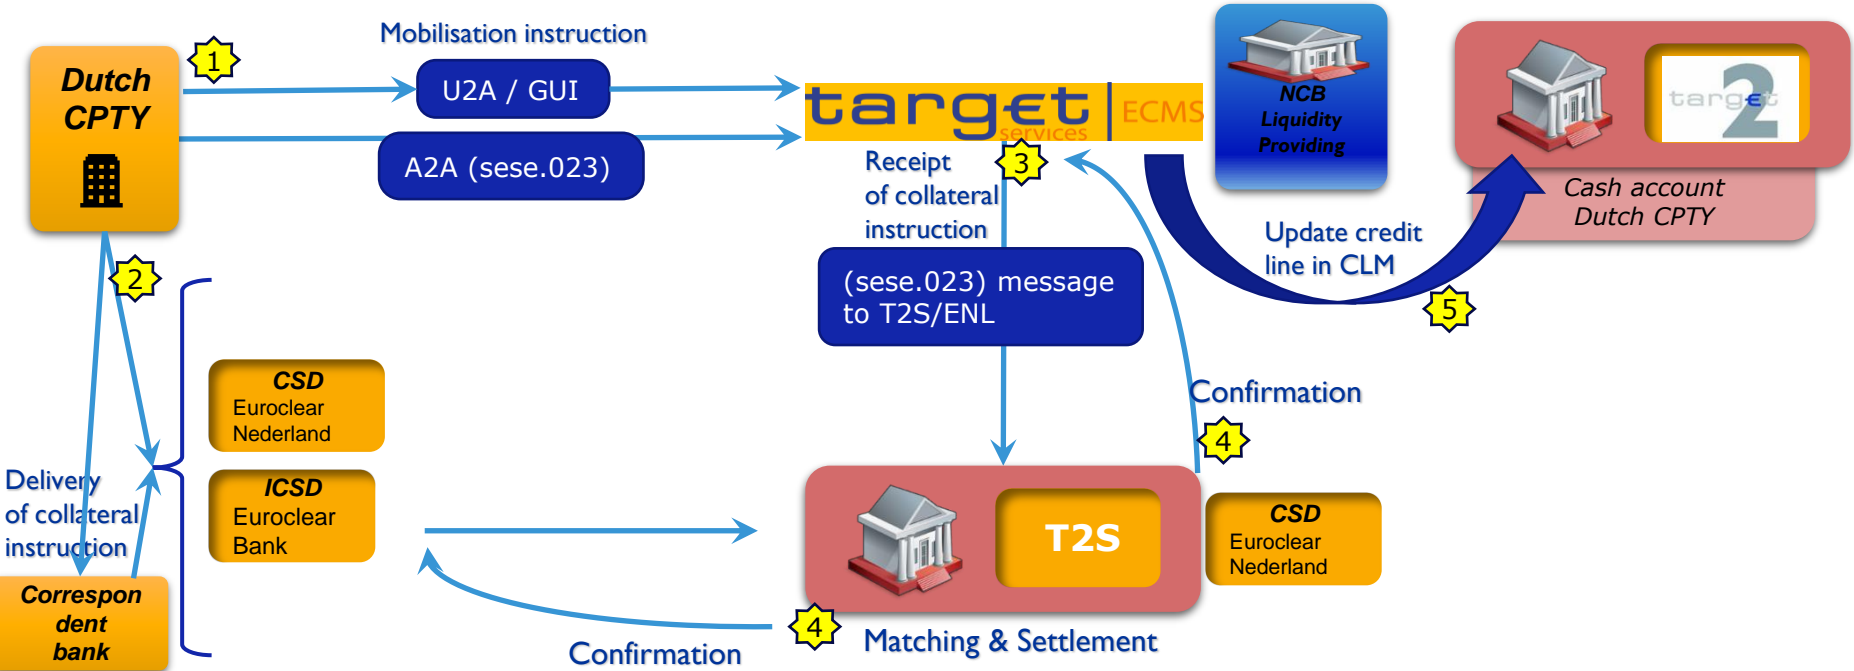 Dutch
CPTY
1
Mobilisation instruction
U2A / GUI
A2A (sese.023)
target
services
ECMS
NCB
Liquidity
Providing
target
2
Cash account
Dutch CPTY
Receipt
of collateral
instruction
3
(sese.023) message
to T2S/ENL
Update credit
line in CLM
5
2
CSD
Euroclear
Nederland
ICSD
Euroclear
Bank
Delivery
of collateral
instruction
Correspon
dent
bank
Confirmation
4
T2S
CSD
Euroclear
Nederland
4
Matching & Settlement
Confirmation